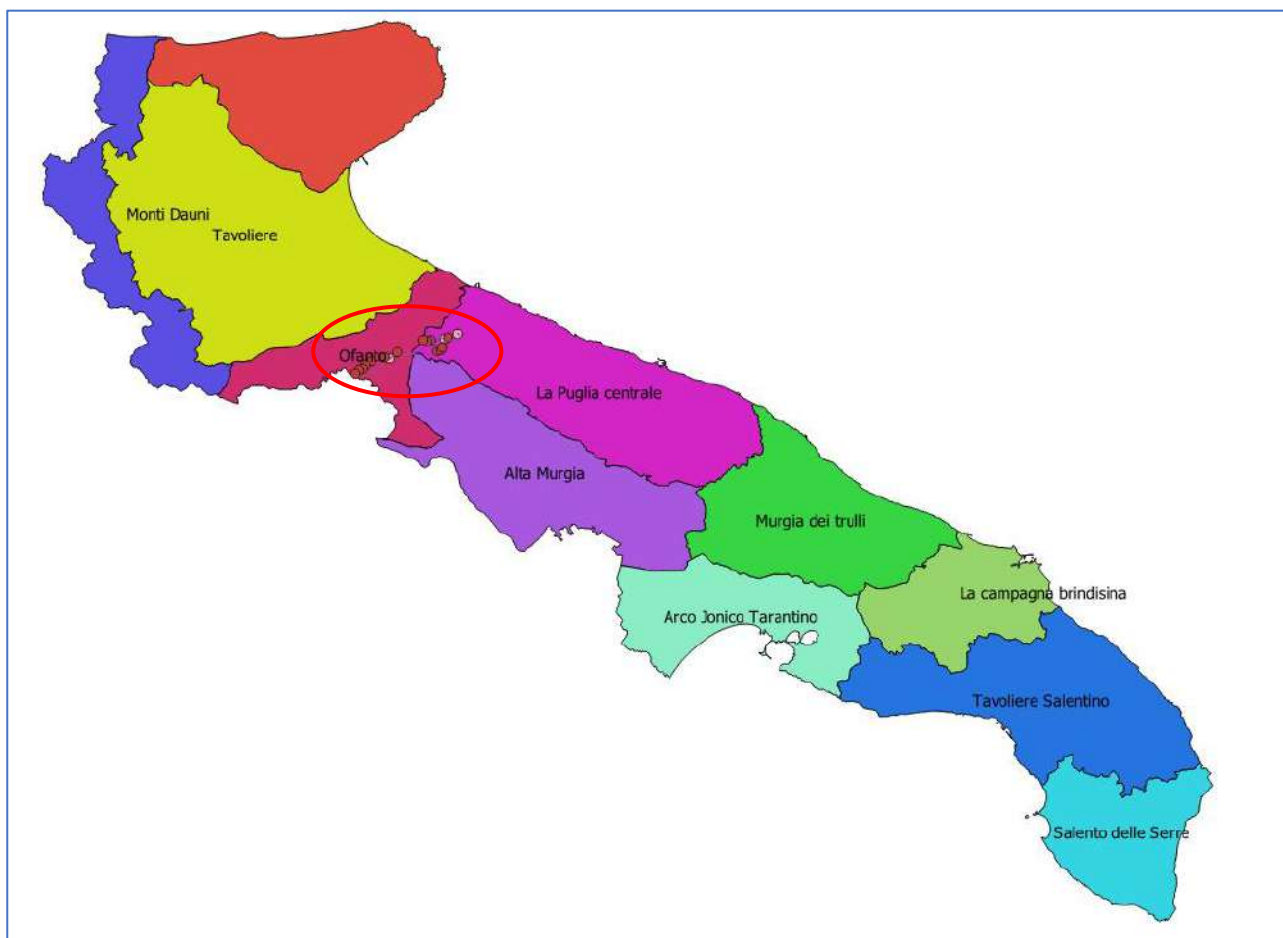 Monti Dauni
Tavoliere
Ofanto
La Puglia centrale
Alta Murgia
Murgia dei trulli
La campagna brindisina
Arco Jonico Tarantino
Tavoliere Salentino
Salento delle Serre